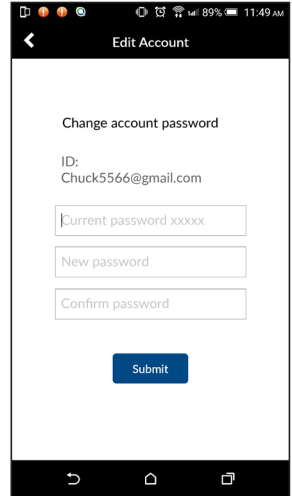 89% 11:49 AM
Edit Account
Change account password
ID:
Chuck5566@gmail.com
Current password xxxxx
New password
Confirm password
Submit